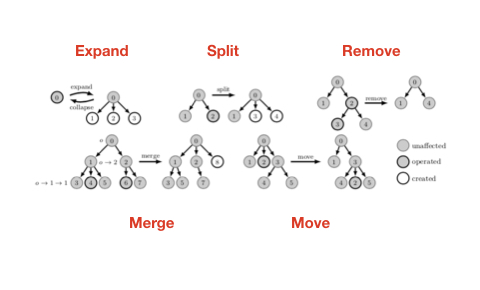 Expand Split Remove
expand
collapse
0
0
1 2 3
split
0
1 2
0
1 3 4
remove
0
1 2
3 4
0
1 4
merge
o 0
1 o → 2 2
o → 1 → 1 3 4 5 6 7
0
1 2 8
3 5 7
move
0
1 2 3
4 5
0
1 3
4 2 5
unaffected
operated
created
Merge Move